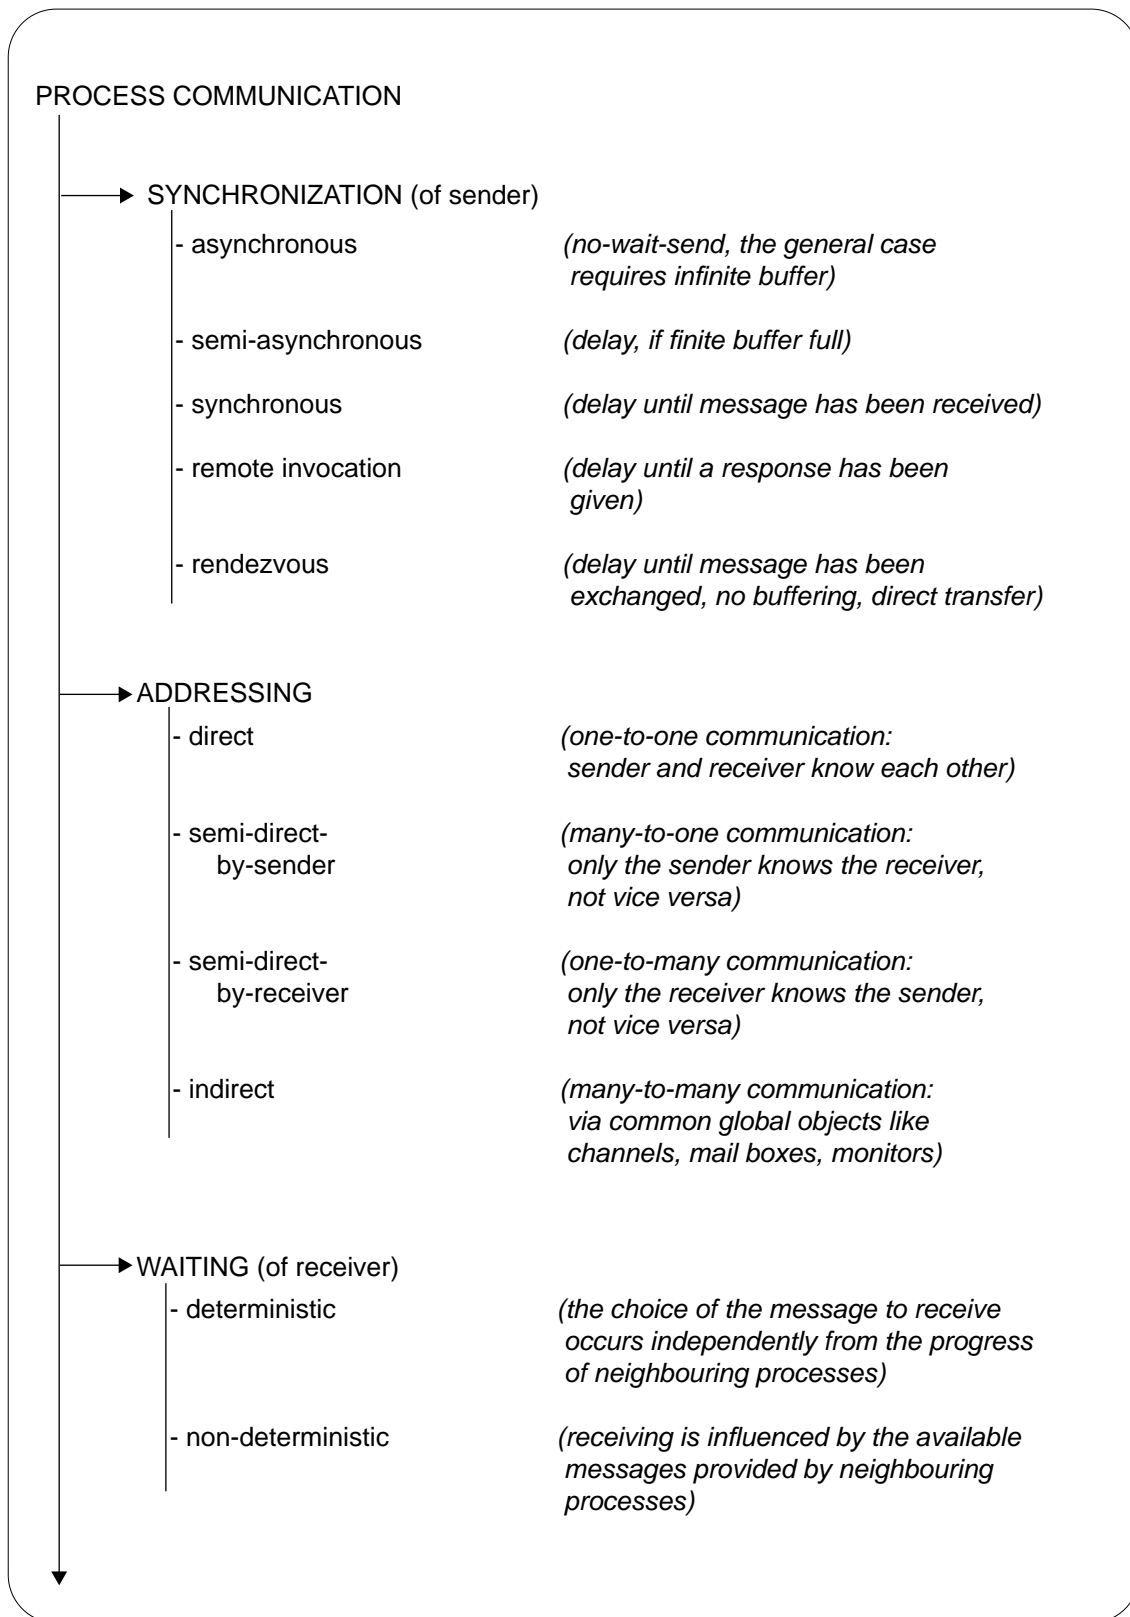 PROCESS COMMUNICATION
SYNCHRONIZATION (of sender)
- asynchronous (no-wait-send, the general case
requires infinite buffer)
- semi-asynchronous (delay, if finite buffer full)
- synchronous (delay until message has been received)
- remote invocation (delay until a response has been
given)
- rendezvous (delay until message has been
exchanged, no buffering, direct transfer)
ADDRESSING
- direct (one-to-one communication:
sender and receiver know each other)
- semi-direct- (many-to-one communication:
by-sender only the sender knows the receiver,
not vice versa)
- semi-direct- (one-to-many communication:
by-receiver only the receiver knows the sender,
not vice versa)
- indirect (many-to-many communication:
via common global objects like
channels, mail boxes, monitors)
WAITING (of receiver)
- deterministic (the choice of the message to receive
occurs independently from the progress
of neighbouring processes)
- non-deterministic (receiving is influenced by the available
messages provided by neighbouring
processes)